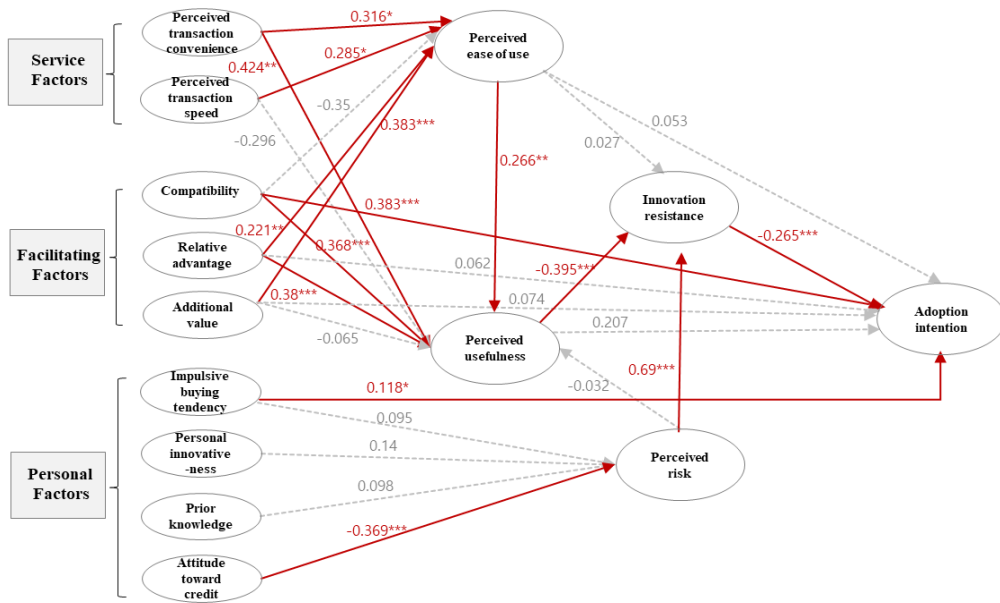 Service
Factors
Facilitating
Factors
Personal
Factors
Perceived
transaction
convenience
Perceived
transaction
speed
Compatibility
Relative
advantage
Additional
value
Impulsive
buying
tendency
Personal
innovative
-ness
Prior
knowledge
Attitude
toward
credit
Perceived
ease of use
Perceived
usefulness
Innovation
resistance
Perceived
risk
Adoption
intention
0.316*
0.285*
0.424**
-0.35
0.383***
-0.296
0.053
0.027
0.266**
0.383***
0.221**
0.368***
-0.265***
0.062
-0.395***
0.38***
0.074
-0.065
0.207
-0.032
0.69***
0.118*
0.095
0.14
0.098
-0.369***